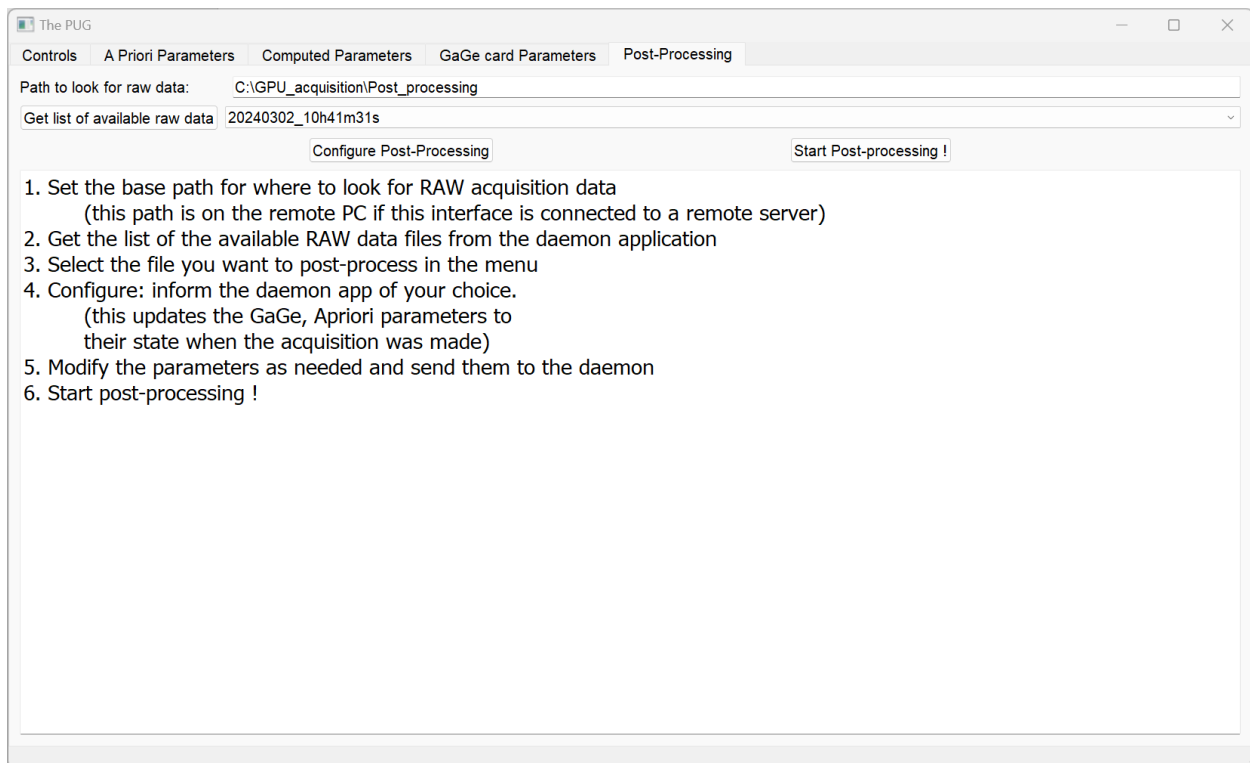 The PUG
Controls A Priori Parameters Computed Parameters GaGe card Parameters Post-Processing
Path to look for raw data: C:\GPU_acquisition\Post_processing
Get list of available raw data 20240302_10h41m31s
Configure Post-Processing Start Post-processing !
1. Set the base path for where to look for RAW acquisition data
(this path is on the remote PC if this interface is connected to a remote server)
2. Get the list of the available RAW data files from the daemon application
3. Select the file you want to post-process in the menu
4. Configure: inform the daemon app of your choice.
(this updates the GaGe, Apriori parameters to
their state when the acquisition was made)
5. Modify the parameters as needed and send them to the daemon
6. Start post-processing !